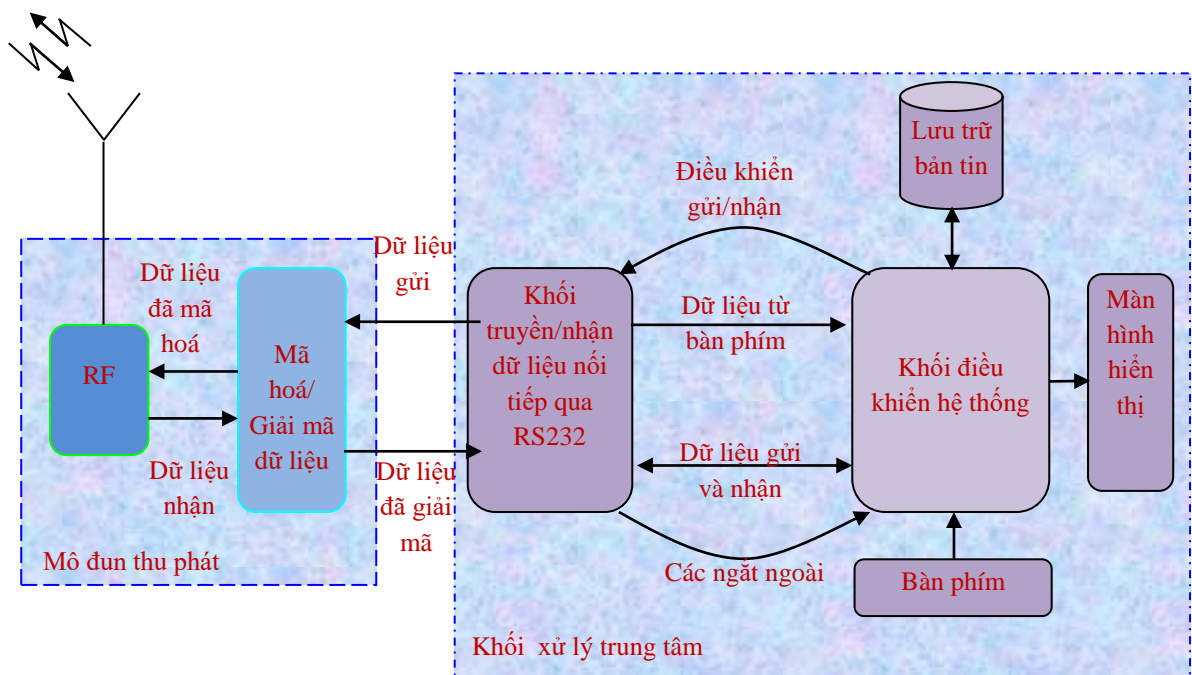 Lưu trữ
bản tin
Điều khiển
gửi/nhận
Dữ liệu
gửi
Dữ liệu
đã mã
hoá
RF
Mã
hoá/
Giải mã
dữ liệu
Khối
truyền/nhận
dữ liệu nối
tiếp qua
RS232
Dữ liệu từ
bàn phím
Khối điều
khiển hệ thống
Màn
hình
hiển
thị
Dữ liệu
nhận
Dữ liệu
đã giải
mã
Dữ liệu gửi
và nhận
Mô đun thu phát
Các ngắt ngoài
Bàn phím
Khối xử lý trung tâm